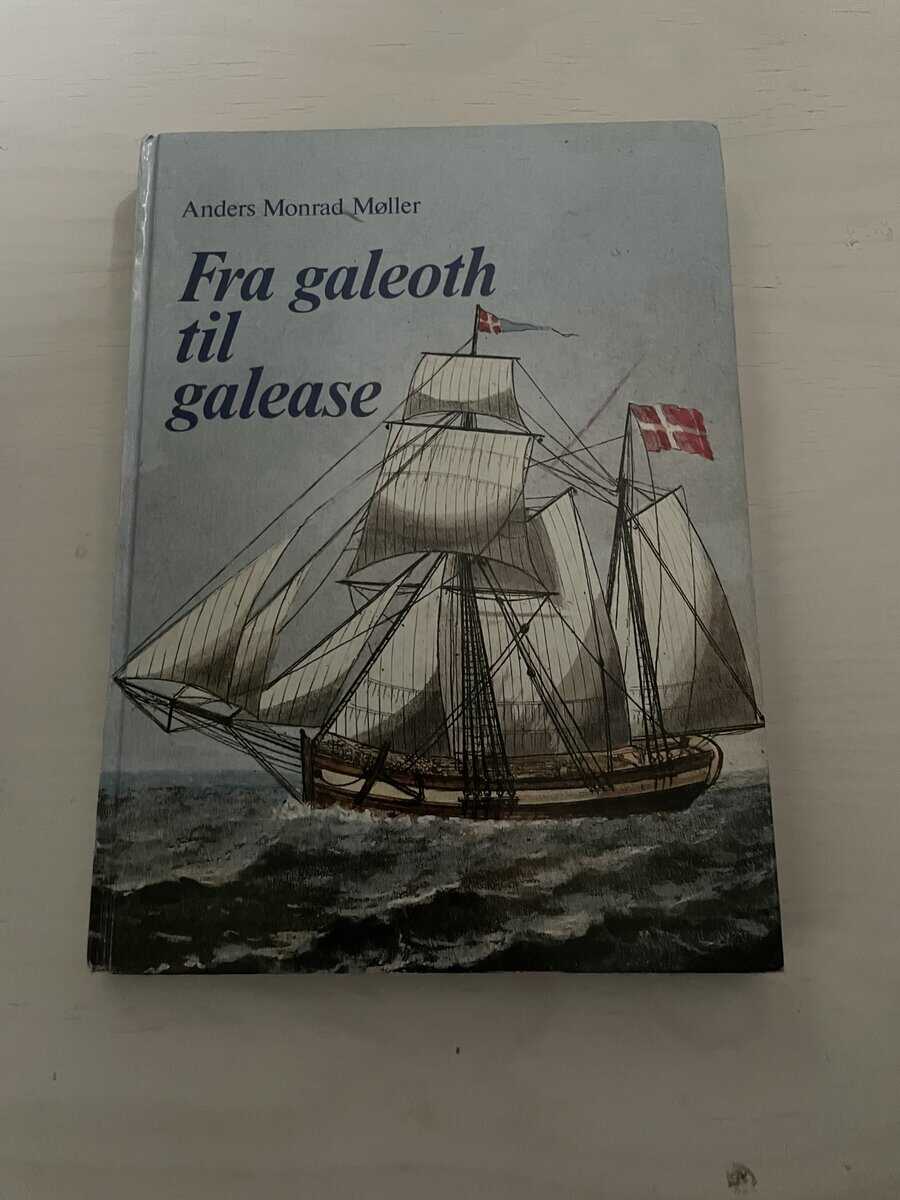 Anders Monrad Møller
Fra galeoth
til
galease